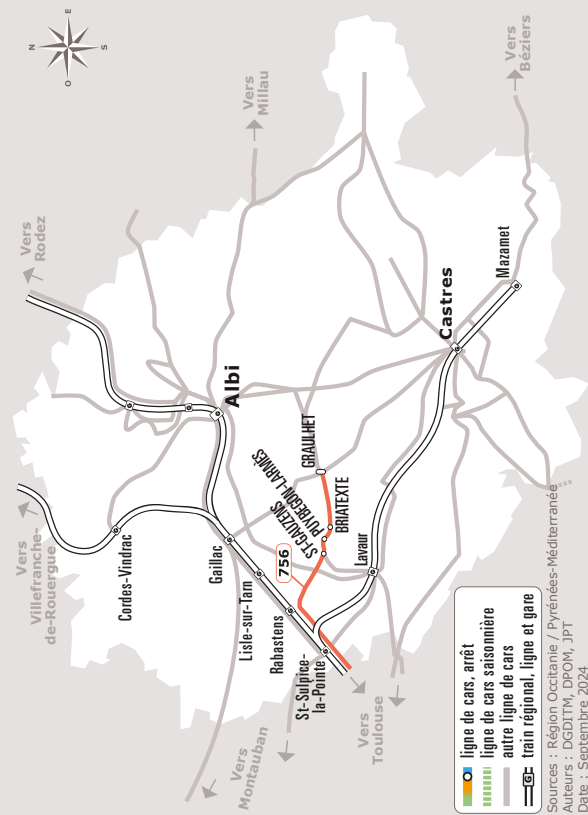 N
E
S
O
Vers
Rodez
Vers
Millau
Vers
Béziers
Vers
Villefranche-
de-Rouergue
Cordes-Vindrac
Albi
Gaillac
Lisle-sur-Tarn
Rabastens
St-Sulpice-
la-Pointe
Vers
Montauban
Vers
Toulouse
756
ST-GAUZENS
PUYBEGON-LARMÈS
GRAULHET
BRIATEXTE
Lavaur
Castres
Mazamet
ligne de cars, arrêt
ligne de cars saisonnière
autre ligne de cars
G train régional, ligne et gare
Sources : Région Occitanie / Pyrénées-Méditerranée
Auteurs : DGDITM, DPOM, JPT
Date : Septembre 2024